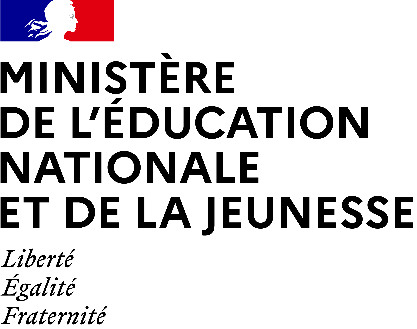 MINISTÈRE
DE L'ÉDUCATION
NATIONALE
ET DE LA JEUNESSE
Liberté
Égalité
Fraternité